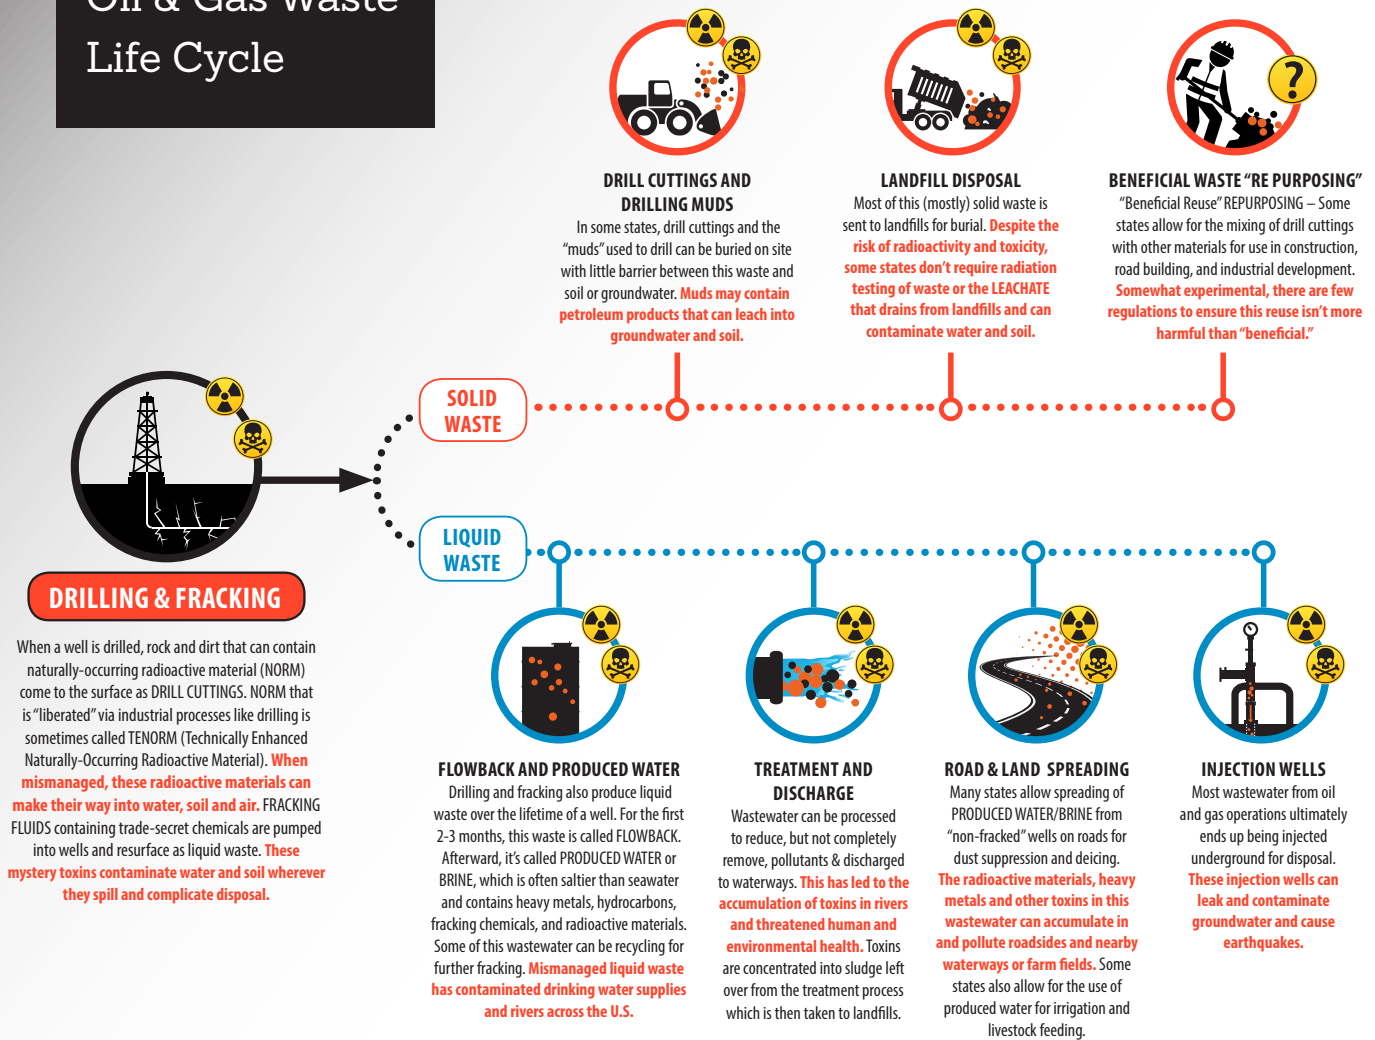 Oil & Gas Waste
Life Cycle
DRILL CUTTINGS AND
DRILLING MUDS
In some states, drill cuttings and the
“muds” used to drill can be buried on site
with little barrier between this waste and
soil or groundwater. Muds may contain
petroleum products that can leach into
groundwater and soil.
LANDFILL DISPOSAL
Most of this (mostly) solid waste is
sent to landfills for burial. Despite the
risk of radioactivity and toxicity,
some states don’t require radiation
testing of waste or the LEACHATE
that drains from landfills and can
contaminate water and soil.
?
BENEFICIAL WASTE “RE PURPOSING”
“Beneficial Reuse” REPURPOSING – Some
states allow for the mixing of drill cuttings
with other materials for use in construction,
road building, and industrial development.
Somewhat experimental, there are few
regulations to ensure this reuse isn’t more
harmful than “beneficial.”
SOLID
WASTE
LIQUID
WASTE
DRILLING & FRACKING
When a well is drilled, rock and dirt that can contain
naturally-occurring radioactive material (NORM)
come to the surface as DRILL CUTTINGS. NORM that
is “liberated” via industrial processes like drilling is
sometimes called TENORM (Technically Enhanced
Naturally-Occurring Radioactive Material). When
mismanaged, these radioactive materials can
make their way into water, soil and air. FRACKING
FLUIDS containing trade-secret chemicals are pumped
into wells and resurface as liquid waste. These
mystery toxins contaminate water and soil wherever
they spill and complicate disposal.
FLOWBACK AND PRODUCED WATER
Drilling and fracking also produce liquid
waste over the lifetime of a well. For the first
2-3 months, this waste is called FLOWBACK.
Afterward, it’s called PRODUCED WATER or
BRINE, which is often saltier than seawater
and contains heavy metals, hydrocarbons,
fracking chemicals, and radioactive materials.
Some of this wastewater can be recycling for
further fracking. Mismanaged liquid waste
has contaminated drinking water supplies
and rivers across the U.S.
TREATMENT AND
DISCHARGE
Wastewater can be processed
to reduce, but not completely
remove, pollutants & discharged
to waterways. This has led to the
accumulation of toxins in rivers
and threatened human and
environmental health. Toxins
are concentrated into sludge left
over from the treatment process
which is then taken to landfills.
ROAD & LAND SPREADING
Many states allow spreading of
PRODUCED WATER/BRINE from
“non-fracked” wells on roads for
dust suppression and deicing.
The radioactive materials, heavy
metals and other toxins in this
wastewater can accumulate in
and pollute roadsides and nearby
waterways or farm fields. Some
states also allow for the use of
produced water for irrigation and
livestock feeding.
INJECTION WELLS
Most wastewater from oil
and gas operations ultimately
ends up being injected
underground for disposal.
These injection wells can
leak and contaminate
groundwater and cause
earthquakes.